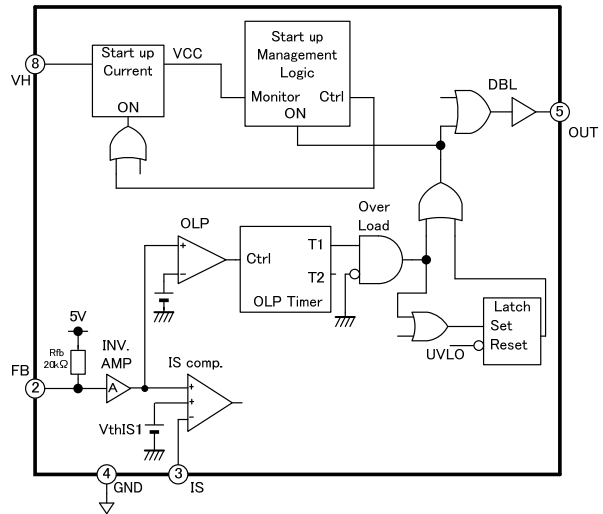 Start up
Current
ON
VCC
Start up
Management
Logic
Monitor Ctrl
ON
8
VH
DBL
5
OUT
OLP
Ctrl
T1
T2
OLP Timer
Over
Load
Latch
Set
Reset
UVLO
5V
Rfb
20kΩ
INV.
AMP
A
FB
2
IS comp.
VthIS1
4
GND
3
IS